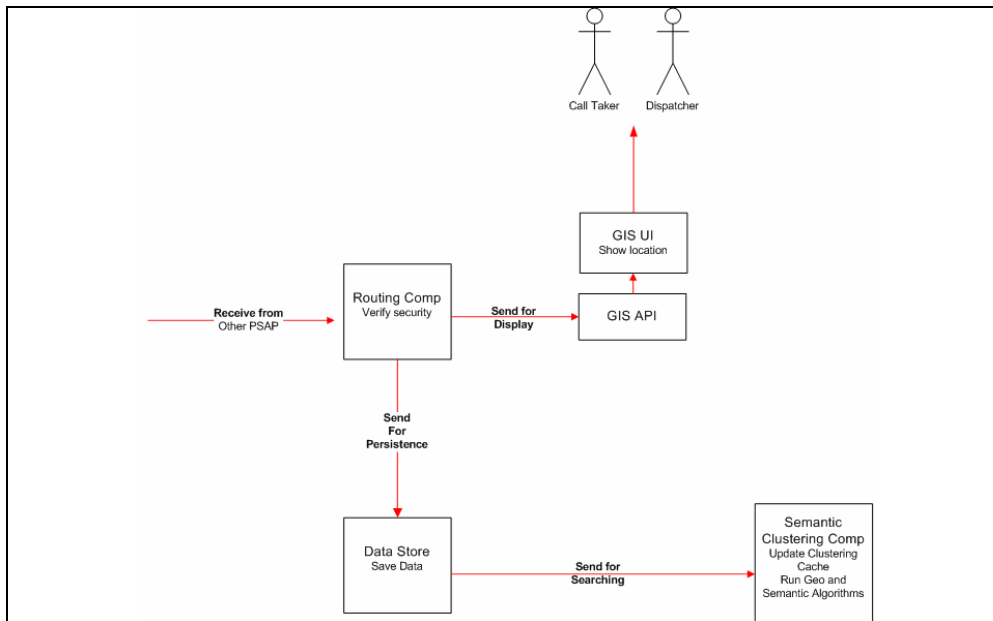 Call Taker
Dispatcher
GIS UI
Show location
Routing Comp
Verify security
Receive from
Other PSAP
Send for
Display
GIS API
Send
For
Persistence
Data Store
Save Data
Send for
Searching
Semantic
Clustering Comp
Update Clustering
Cache
Run Geo and
Semantic Algorithms